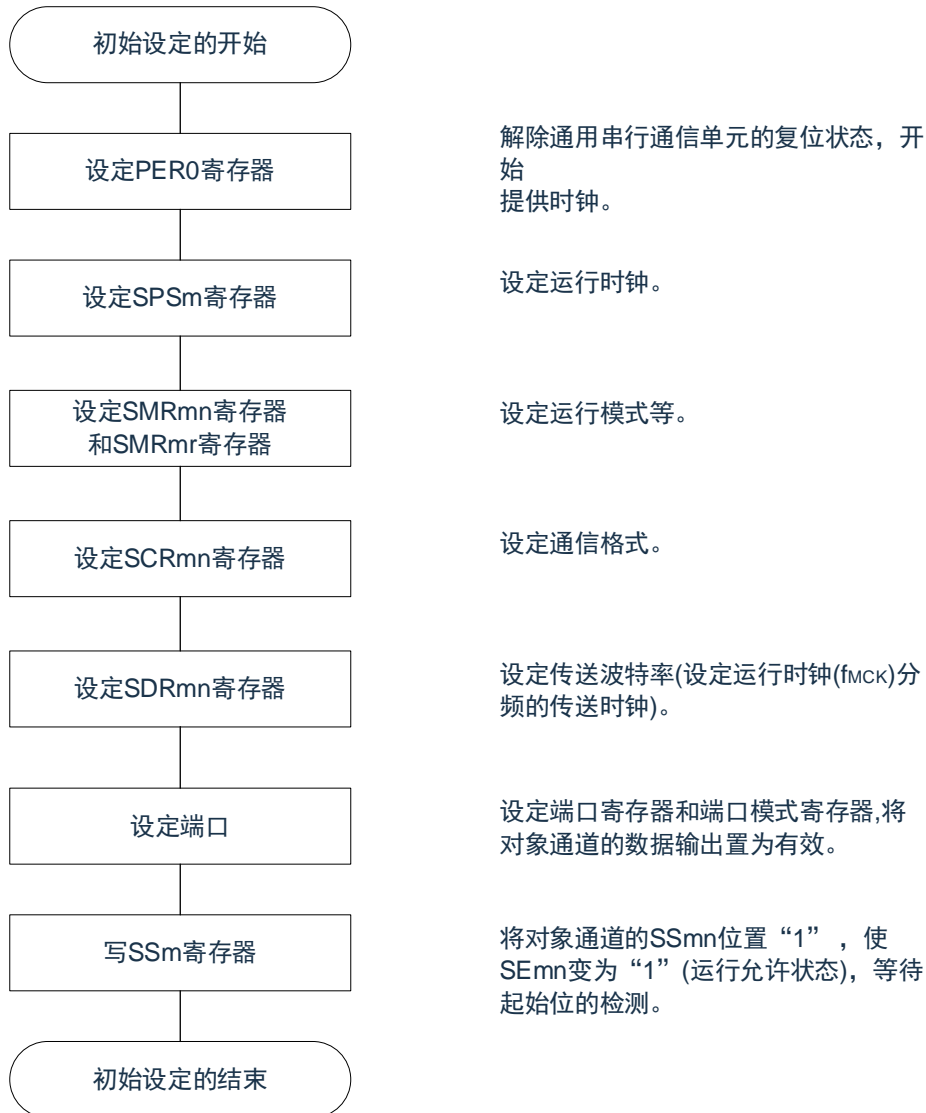 初始设定的开始
设定PER0寄存器
解除通用串行通信单元的复位状态，开
始
提供时钟。
设定SPSm寄存器
设定运行时钟。
设定SMRmn寄存器
和SMRmr寄存器
设定运行模式等。
设定SCRmn寄存器
设定通信格式。
设定SDRmn寄存器
设定传送波特率(设定运行时钟(fMCK)分
频的传送时钟)。
设定端口
设定端口寄存器和端口模式寄存器,将
对象通道的数据输出置为有效。
写SSm寄存器
将对象通道的SSmn位置“1”，使
SEmn变为“1”(运行允许状态)，等待
起始位的检测。
初始设定的结束